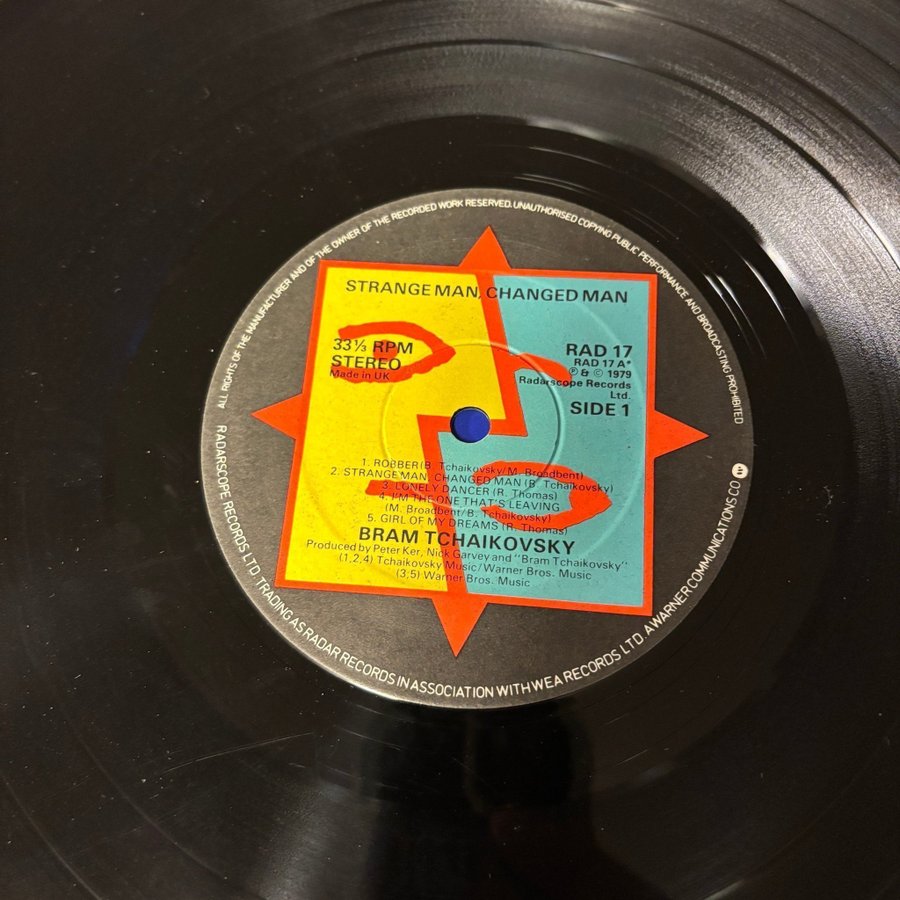 ALL RIGHTS OF THE MANUFACTURER AND OF THE OWNER OF THE RECORDED WORK RESERVED. UNAUTHORISED COPYING PUBLIC PERFORMANCE AND BROADCASTING PROHIBITED
STRANGE MAN, CHANGED MAN
33⅓ RPM
STEREO
Made in UK
RAD 17
RAD 17 A*
℗ & © 1979
Radarscope Records
Ltd.
SIDE 1
1. ROBBER (B. Tchaikovsky/M. Broadbent)
2. STRANGE MAN, CHANGED MAN (B. Tchaikovsky)
3. LONELY DANCER (R. Thomas)
4. I'M THE ONE THAT'S LEAVING
(M. Broadbent/B. Tchaikovsky)
5. GIRL OF MY DREAMS (R. Thomas)
BRAM TCHAIKOVSKY
Produced by Peter Ker, Nick Garvey and "Bram Tchaikovsky"
(1,2,4) Tchaikovsky Music/Warner Bros. Music
(3,5) Warner Bros. Music
RADARSCOPE RECORDS LTD. TRADING AS RADAR RECORDS IN ASSOCIATION WITH WEA RECORDS LTD. A WARNER COMMUNICATIONS CO